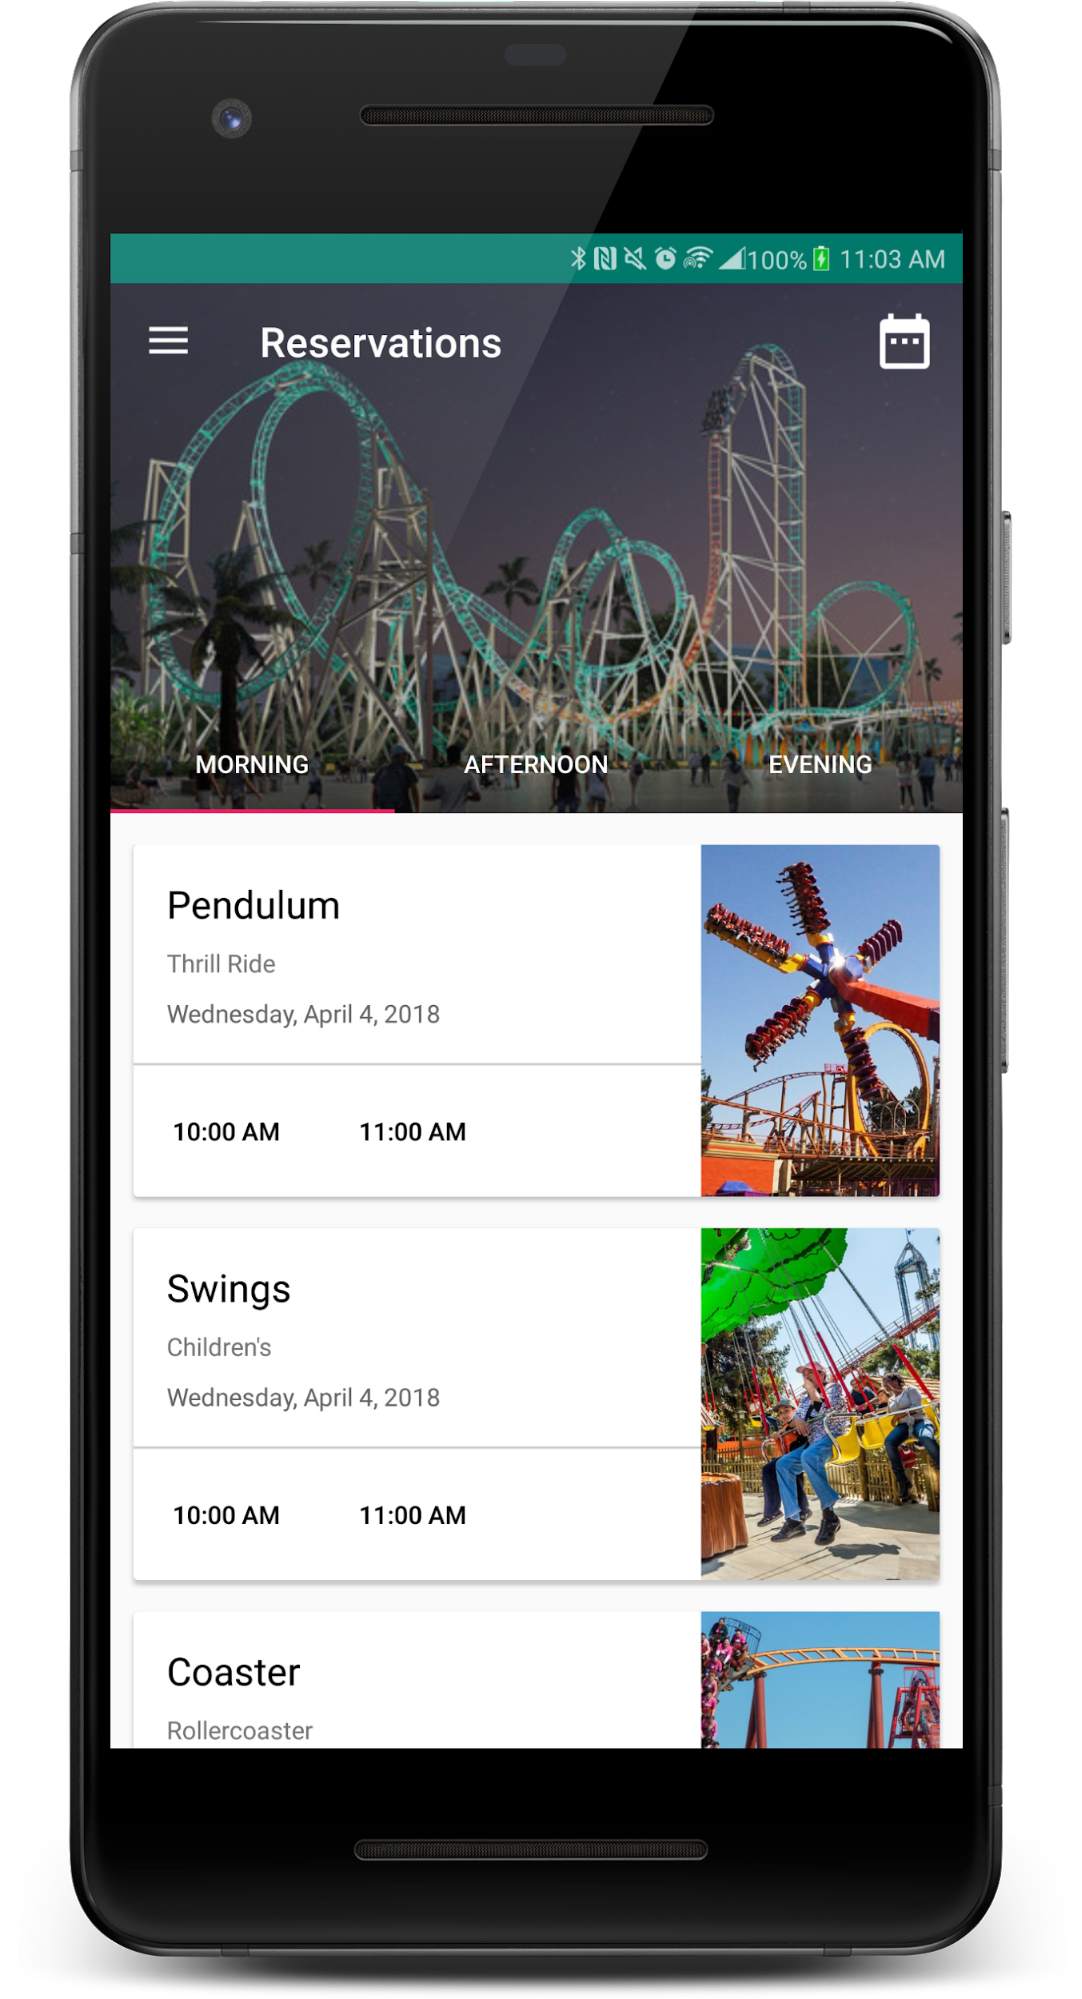 100% 11:03 AM
Reservations
MORNING AFTERNOON EVENING
Pendulum
Thrill Ride
Wednesday, April 4, 2018
10:00 AM 11:00 AM
Swings
Children's
Wednesday, April 4, 2018
10:00 AM 11:00 AM
Coaster
Rollercoaster